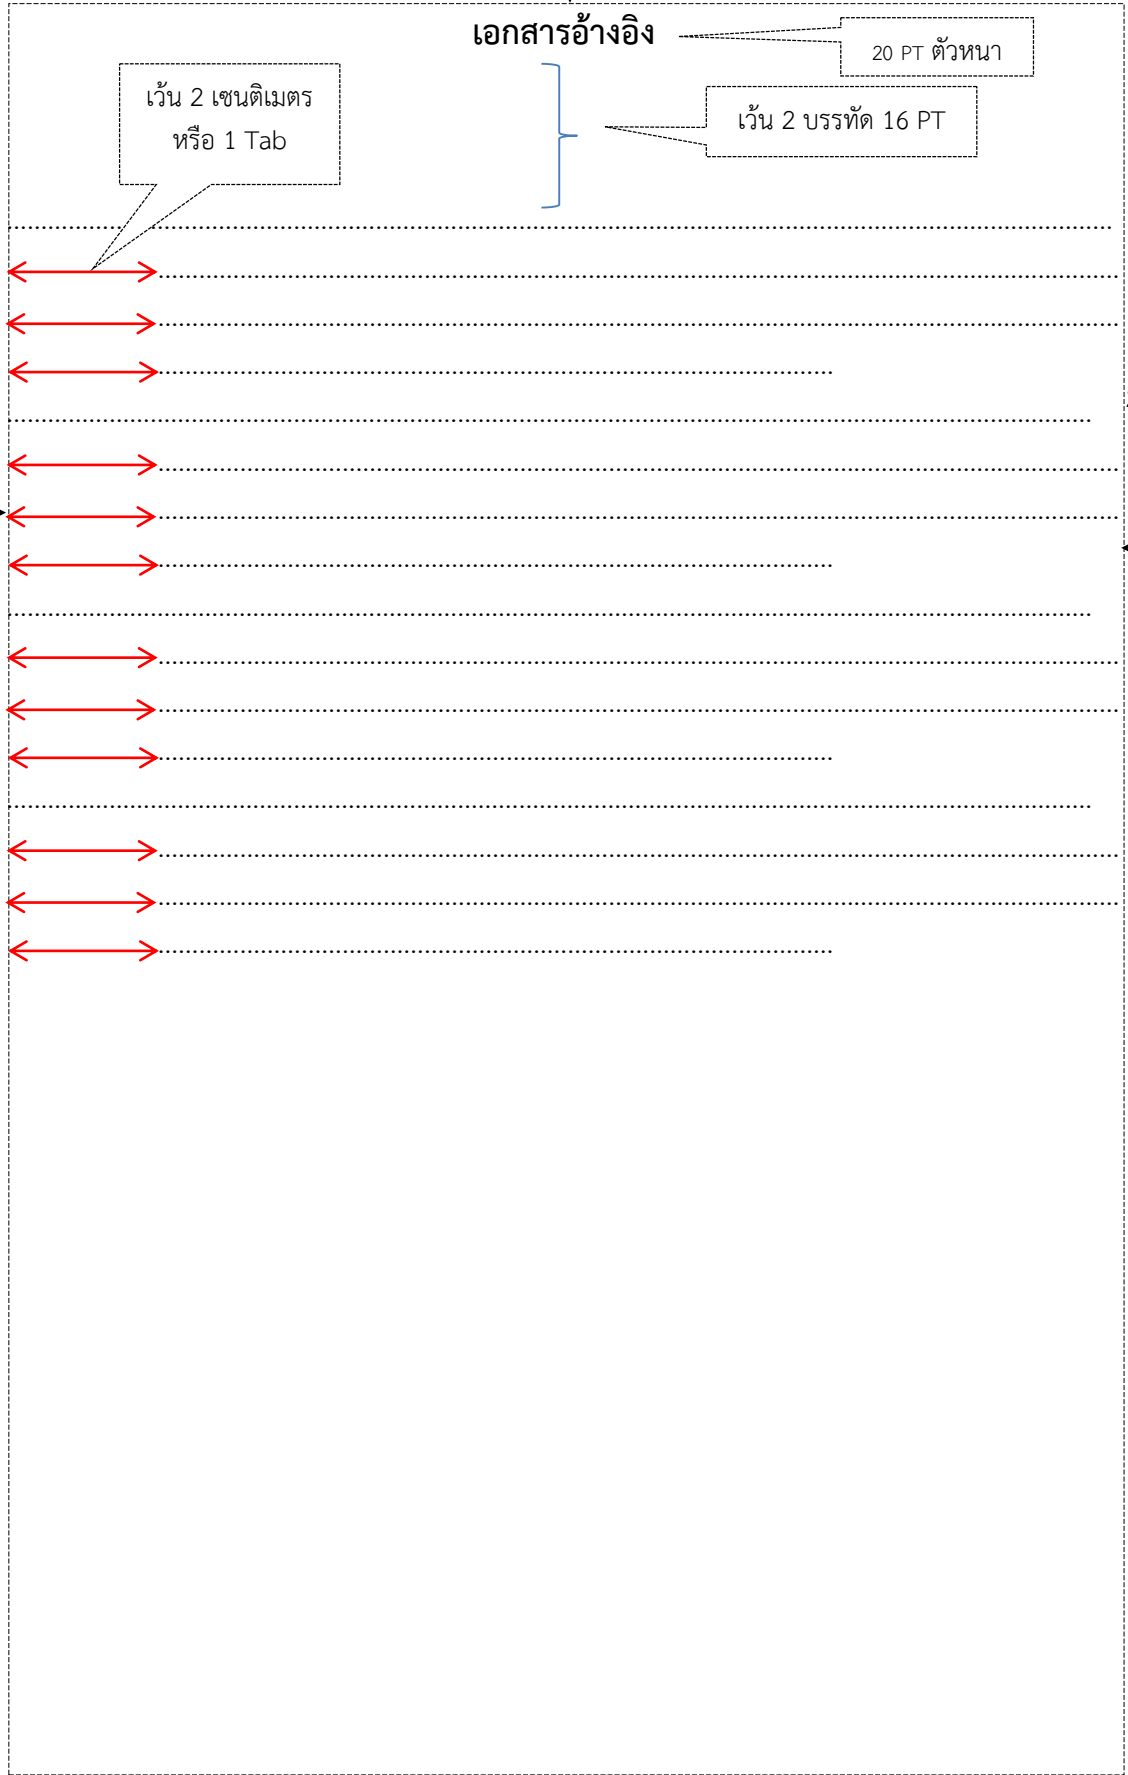 เอกสารอ้างอิง
20 PT ตัวหนา
เว้น 2 เซนติเมตร
หรือ 1 Tab
เว้น 2 บรรทัด 16 PT